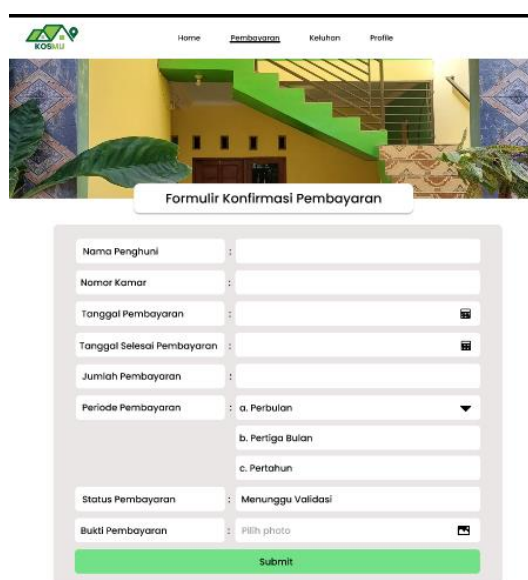 KOSMU
Home Pembayaran Keluhan Profile
Formulir Konfirmasi Pembayaran
Nama Penghuni :
Nomor Kamar :
Tanggal Pembayaran :
Tanggal Selesai Pembayaran :
Jumlah Pembayaran :
Periode Pembayaran : a. Perbulan
b. Pertiga Bulan
c. Pertahun
Status Pembayaran : Menunggu Validasi
Bukti Pembayaran : Pilih photo
Submit